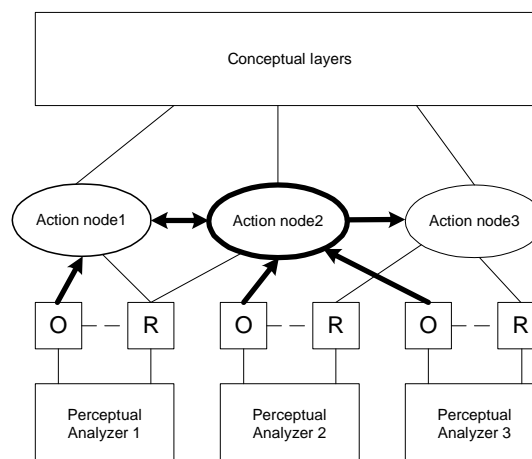 Conceptual layers
Action node1
Action node2
Action node3
O
R
O
R
O
R
Perceptual
Analyzer 1
Perceptual
Analyzer 2
Perceptual
Analyzer 3